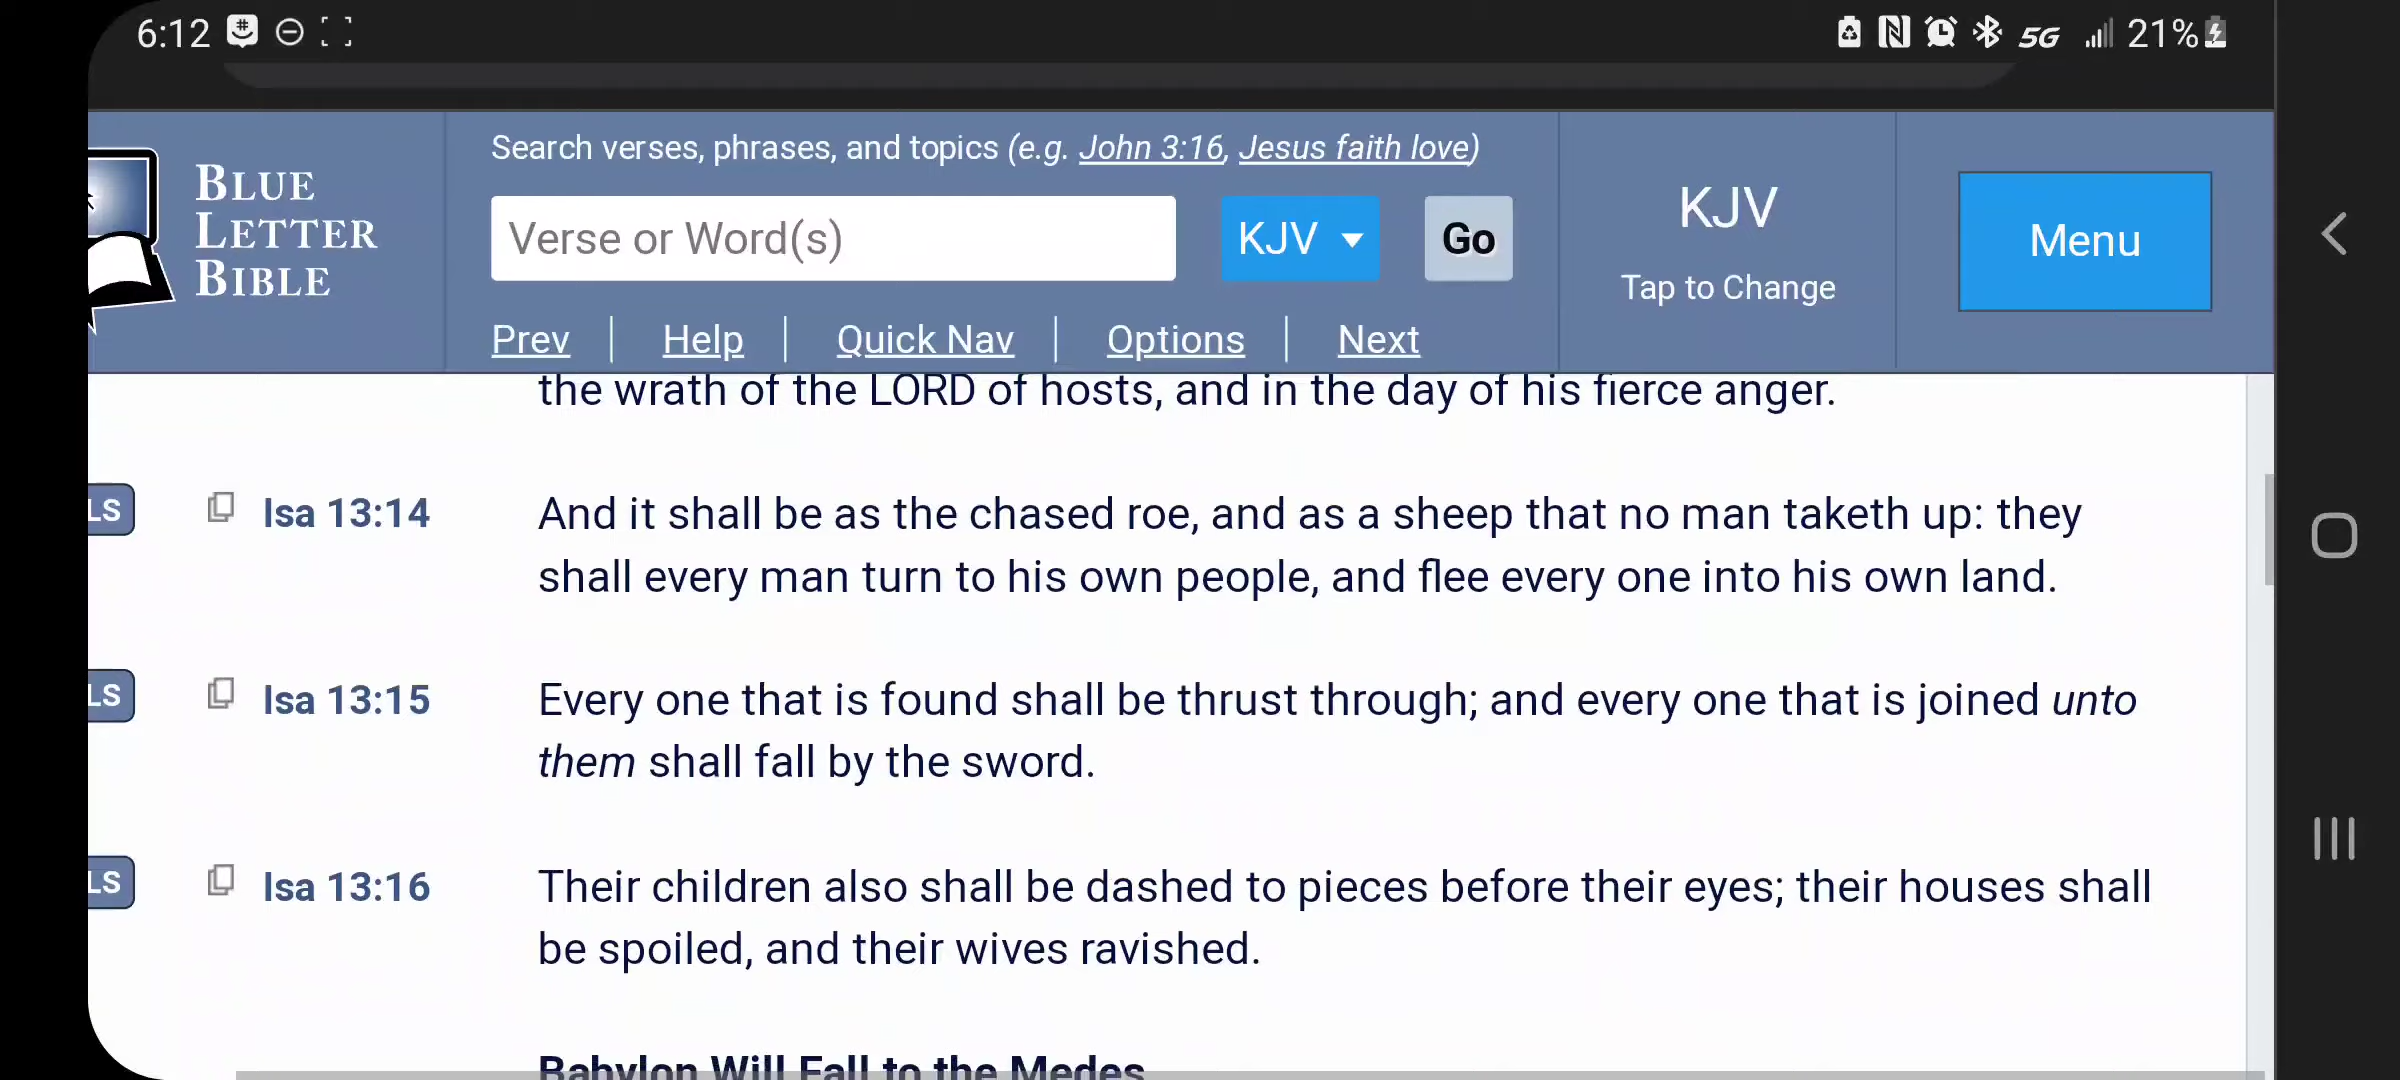 6:12
5G 21%
Search verses, phrases, and topics (e.g. John 3:16, Jesus faith love)
BLUE
LETTER
BIBLE
Verse or Word(s)
KJV
Go
KJV
Tap to Change
Menu
Prev
Help
Quick Nav
Options
Next
the wrath of the LORD of hosts, and in the day of his fierce anger.
LS
Isa 13:14
And it shall be as the chased roe, and as a sheep that no man taketh up: they
shall every man turn to his own people, and flee every one into his own land.
LS
Isa 13:15
Every one that is found shall be thrust through; and every one that is joined unto
them shall fall by the sword.
LS
Isa 13:16
Their children also shall be dashed to pieces before their eyes; their houses shall
be spoiled, and their wives ravished.
Babylon Will Fall to the Medes